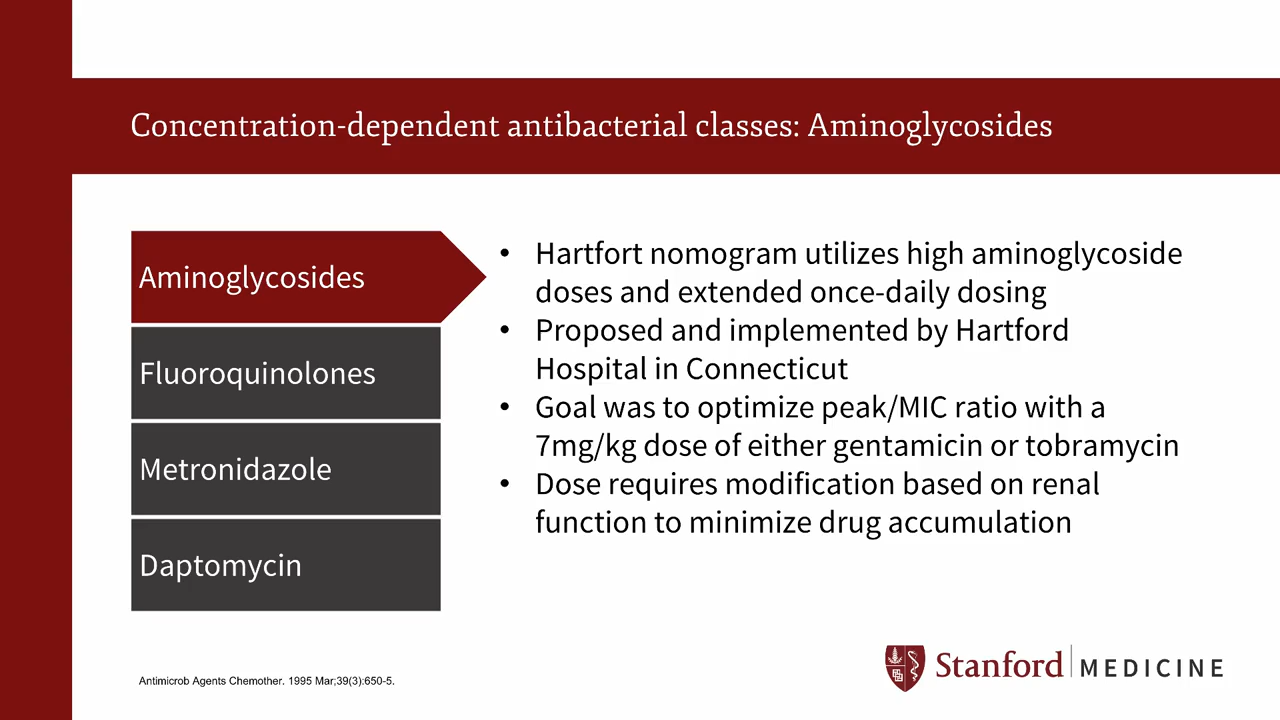 Concentration-dependent antibacterial classes: Aminoglycosides
Aminoglycosides
Fluoroquinolones
Metronidazole
Daptomycin
• Hartfort nomogram utilizes high aminoglycoside
doses and extended once-daily dosing
• Proposed and implemented by Hartford
Hospital in Connecticut
• Goal was to optimize peak/MIC ratio with a
7mg/kg dose of either gentamicin or tobramycin
• Dose requires modification based on renal
function to minimize drug accumulation
Antimicrob Agents Chemother. 1995 Mar;39(3):650-5.
Stanford MEDICINE